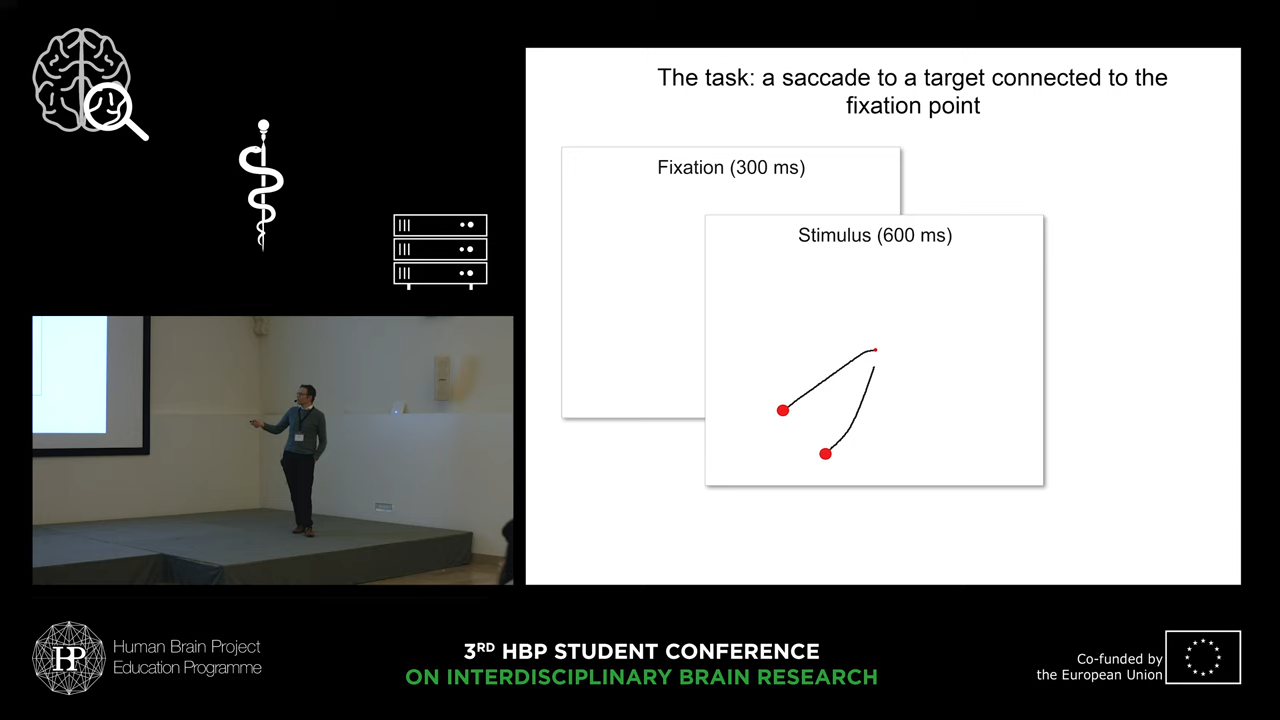 The task: a saccade to a target connected to the
fixation point
Fixation (300 ms)
Stimulus (600 ms)
HBP
Human Brain Project
Education Programme
3RD HBP STUDENT CONFERENCE
ON INTERDISCIPLINARY BRAIN RESEARCH
Co-funded by
the European Union